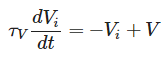 τ_V dV_i/dt = −V_i + V